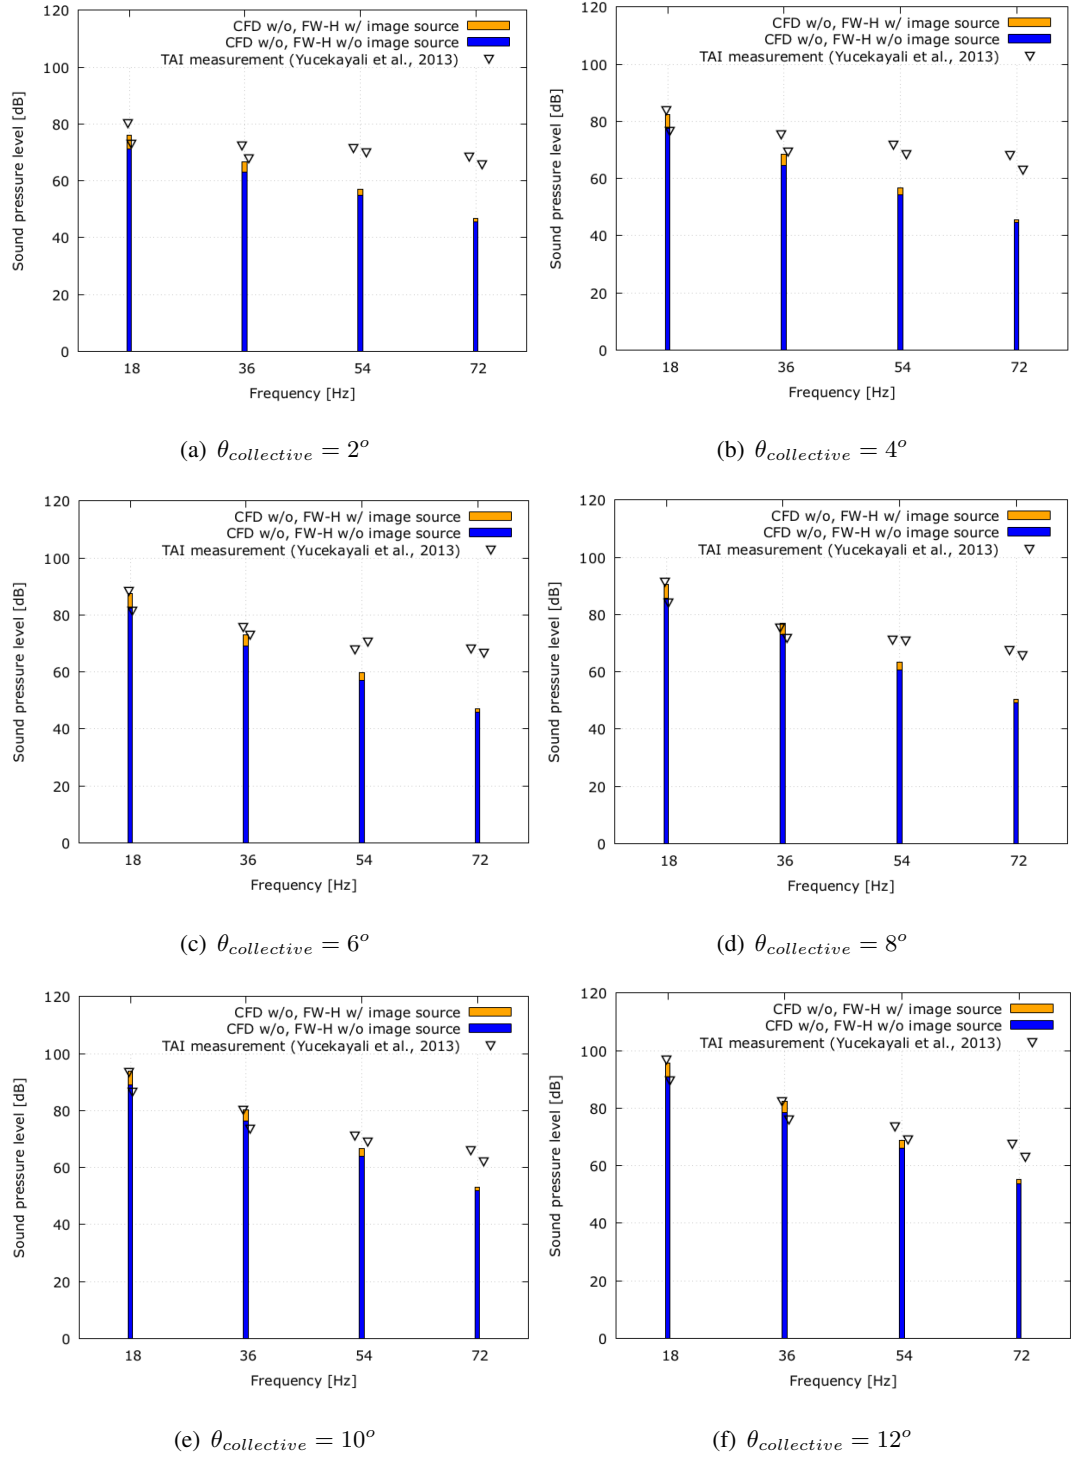 120
100
80
60
40
20
0
Sound pressure level [dB]
CFD w/o, FW-H w/ image source
CFD w/o, FW-H w/o image source
TAI measurement (Yucekayali et al., 2013)
18 36 54 72
Frequency [Hz]
(a) θcollective = 2º
120
100
80
60
40
20
0
Sound pressure level [dB]
CFD w/o, FW-H w/ image source
CFD w/o, FW-H w/o image source
TAI measurement (Yucekayali et al., 2013)
18 36 54 72
Frequency [Hz]
(b) θcollective = 4º
120
100
80
60
40
20
0
Sound pressure level [dB]
CFD w/o, FW-H w/ image source
CFD w/o, FW-H w/o image source
TAI measurement (Yucekayali et al., 2013)
18 36 54 72
Frequency [Hz]
(c) θcollective = 6º
120
100
80
60
40
20
0
Sound pressure level [dB]
CFD w/o, FW-H w/ image source
CFD w/o, FW-H w/o image source
TAI measurement (Yucekayali et al., 2013)
18 36 54 72
Frequency [Hz]
(d) θcollective = 8º
120
100
80
60
40
20
0
Sound pressure level [dB]
CFD w/o, FW-H w/ image source
CFD w/o, FW-H w/o image source
TAI measurement (Yucekayali et al., 2013)
18 36 54 72
Frequency [Hz]
(e) θcollective = 10º
120
100
80
60
40
20
0
Sound pressure level [dB]
CFD w/o, FW-H w/ image source
CFD w/o, FW-H w/o image source
TAI measurement (Yucekayali et al., 2013)
18 36 54 72
Frequency [Hz]
(f) θcollective = 12º